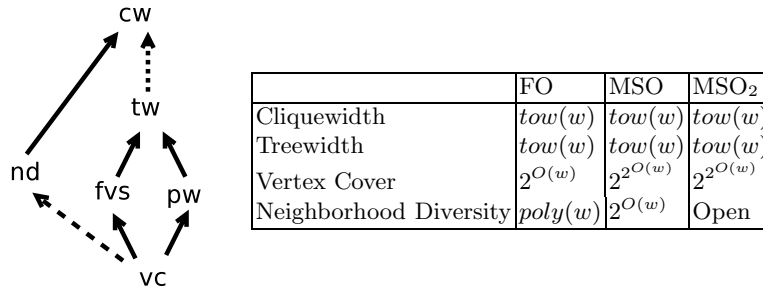 cw
tw
nd
fvs pw
vc
FO MSO MSO₂
Cliquewidth tow(w) tow(w) tow(w)
Treewidth tow(w) tow(w) tow(w)
Vertex Cover 2^{O(w)} 2^{2^{O(w)}} 2^{2^{O(w)}}
Neighborhood Diversity poly(w) 2^{O(w)} Open